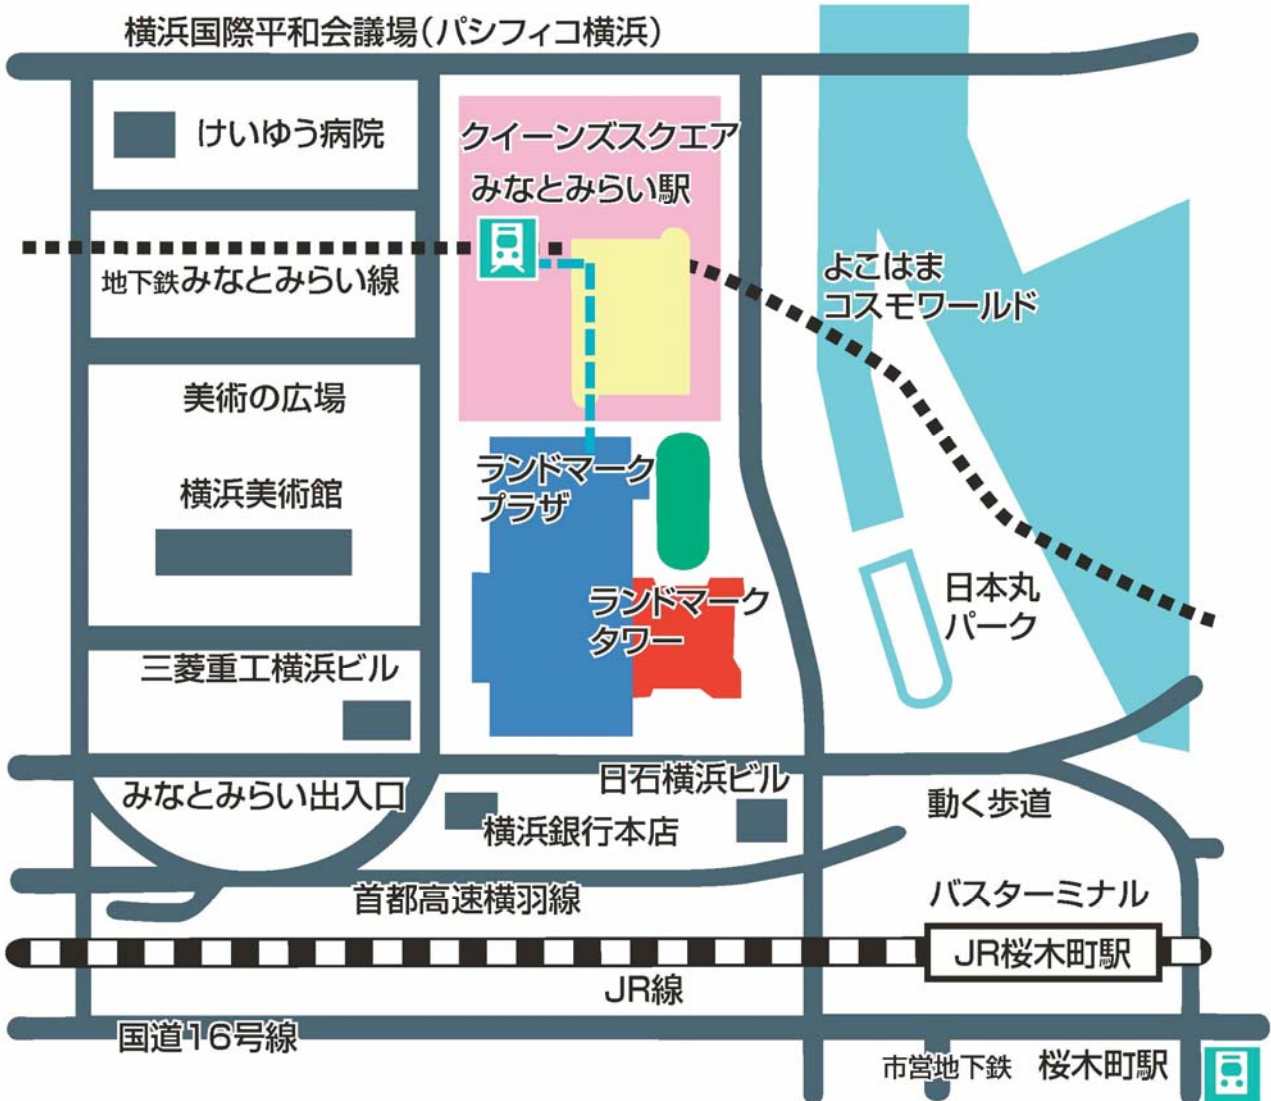 横浜国際平和会議場(パシフィコ横浜)
けいゆう病院
クイーンズスクエア
みなとみらい駅
地下鉄みなとみらい線
よこはま
コスモワールド
美術の広場
ランドマーク
プラザ
横浜美術館
ランドマーク
タワー
日本丸
パーク
三菱重工横浜ビル
みなとみらい出入口
日石横浜ビル
横浜銀行本店
動く歩道
首都高速横羽線
バスターミナル
JR桜木町駅
JR線
国道16号線
市営地下鉄 桜木町駅